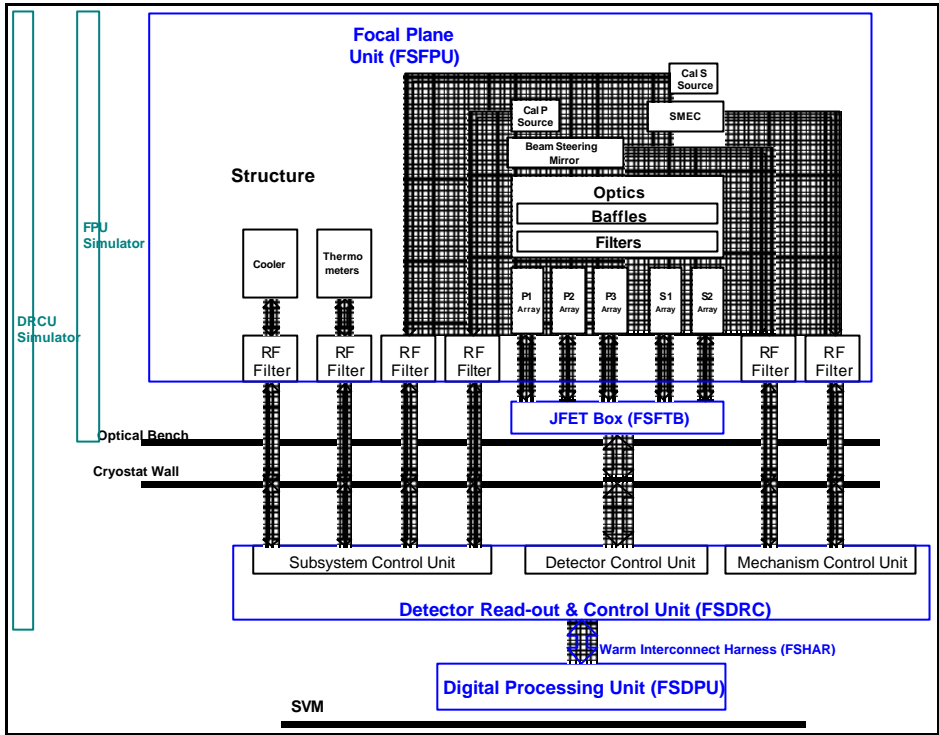 Focal Plane
Unit (FSFPU)
Cal S
Source
Cal P
Source
SMEC
Beam Steering
Mirror
Structure
Optics
Baffles
Filters
FPU
Simulator
Cooler
Thermo
meters
P1
Array
P2
Array
P3
Array
S1
Array
S2
Array
DRCU
Simulator
RF
Filter
RF
Filter
RF
Filter
RF
Filter
RF
Filter
RF
Filter
JFET Box (FSFTB)
Optical Bench
Cryostat Wall
Subsystem Control Unit
Detector Control Unit
Mechanism Control Unit
Detector Read-out & Control Unit (FSDRC)
Warm Interconnect Harness (FSHAR)
Digital Processing Unit (FSDPU)
SVM